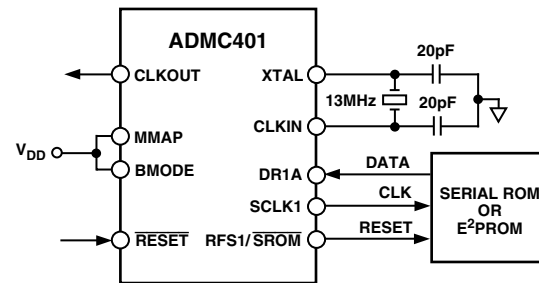 ADMC401
CLKOUT
XTAL
20pF
13MHz
20pF
MMAP
CLKIN
V_DD
BMODE
DR1A
DATA
SCLK1
CLK
RESET
RFS1/SROM
RESET
SERIAL ROM
OR
E²PROM